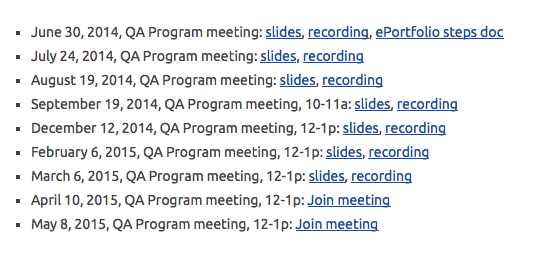 June 30, 2014, QA Program meeting: slides, recording, ePortfolio steps doc
July 24, 2014, QA Program meeting: slides, recording
August 19, 2014, QA Program meeting: slides, recording
September 19, 2014, QA Program meeting, 10-11a: slides, recording
December 12, 2014, QA Program meeting, 12-1p: slides, recording
February 6, 2015, QA Program meeting, 12-1p: slides, recording
March 6, 2015, QA Program meeting, 12-1p: slides, recording
April 10, 2015, QA Program meeting, 12-1p: Join meeting
May 8, 2015, QA Program meeting, 12-1p: Join meeting